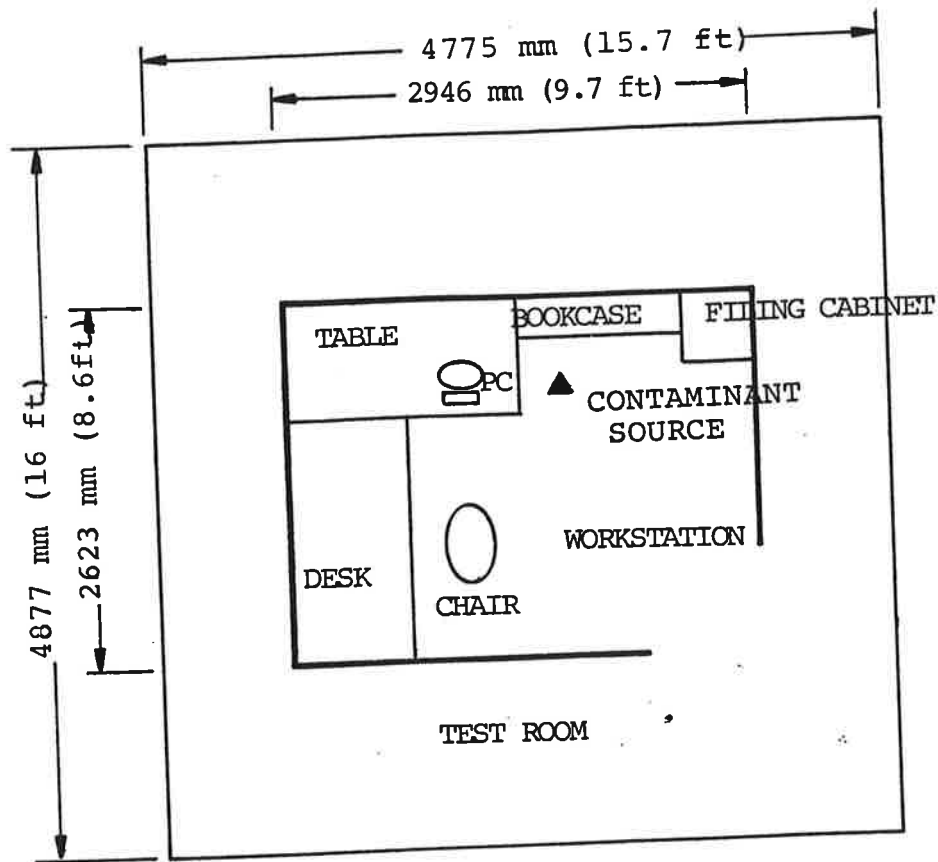 4775 mm (15.7 ft)
2946 mm (9.7 ft)
4877 mm (16 ft)
2623 mm (8.6ft)
TABLE
BOOKCASE
FILING CABINET
PC
CONTAMINANT
SOURCE
WORKSTATION
DESK
CHAIR
TEST ROOM